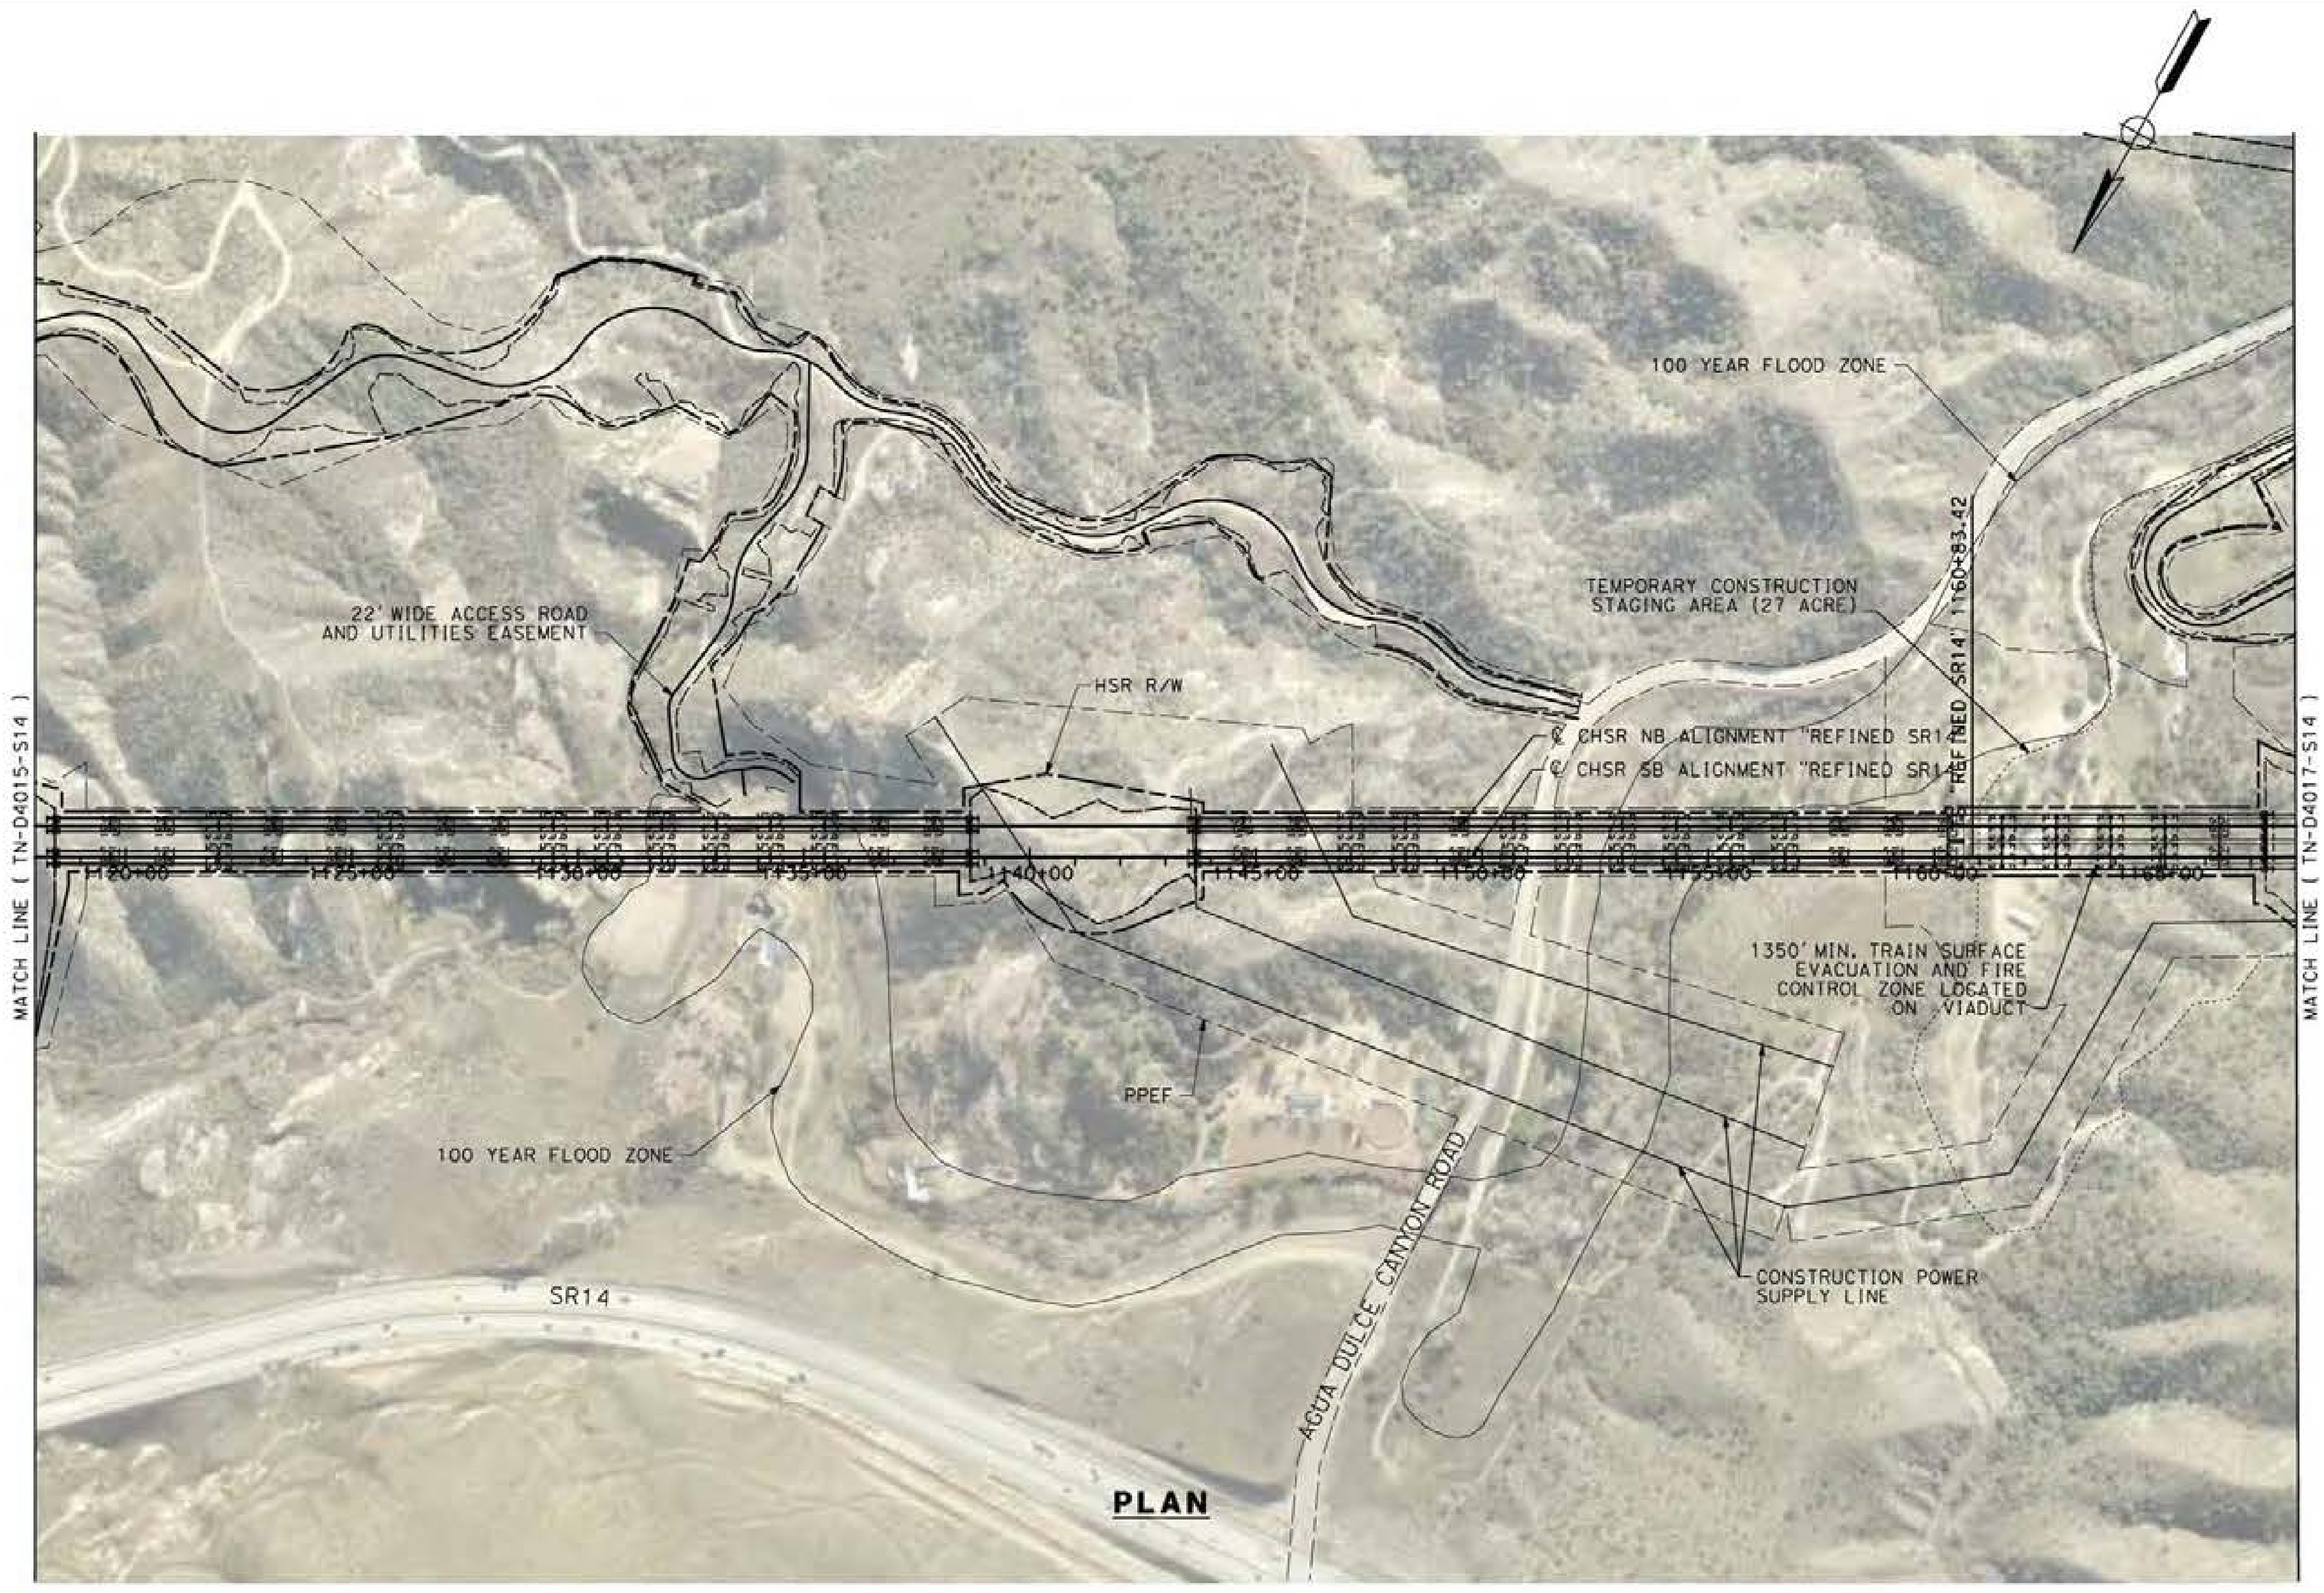 100 YEAR FLOOD ZONE
"REFINED SR14" 1160+83.42
TEMPORARY CONSTRUCTION
STAGING AREA (27 ACRE)
22' WIDE ACCESS ROAD
AND UTILITIES EASEMENT
HSR R/W
MATCH LINE ( TN-D4015-S14 )
MATCH LINE ( TN-D4017-S14 )
℄ CHSR NB ALIGNMENT "REFINED SR14"
℄ CHSR SB ALIGNMENT "REFINED SR14"
1120+00
1125+00
1130+00
1135+00
1140+00
1145+00
1150+00
1155+00
1160+00
1165+00
1350' MIN. TRAIN SURFACE
EVACUATION AND FIRE
CONTROL ZONE LOCATED
ON VIADUCT
PPEF
100 YEAR FLOOD ZONE
AGUA DULCE CANYON ROAD
CONSTRUCTION POWER
SUPPLY LINE
SR14
PLAN